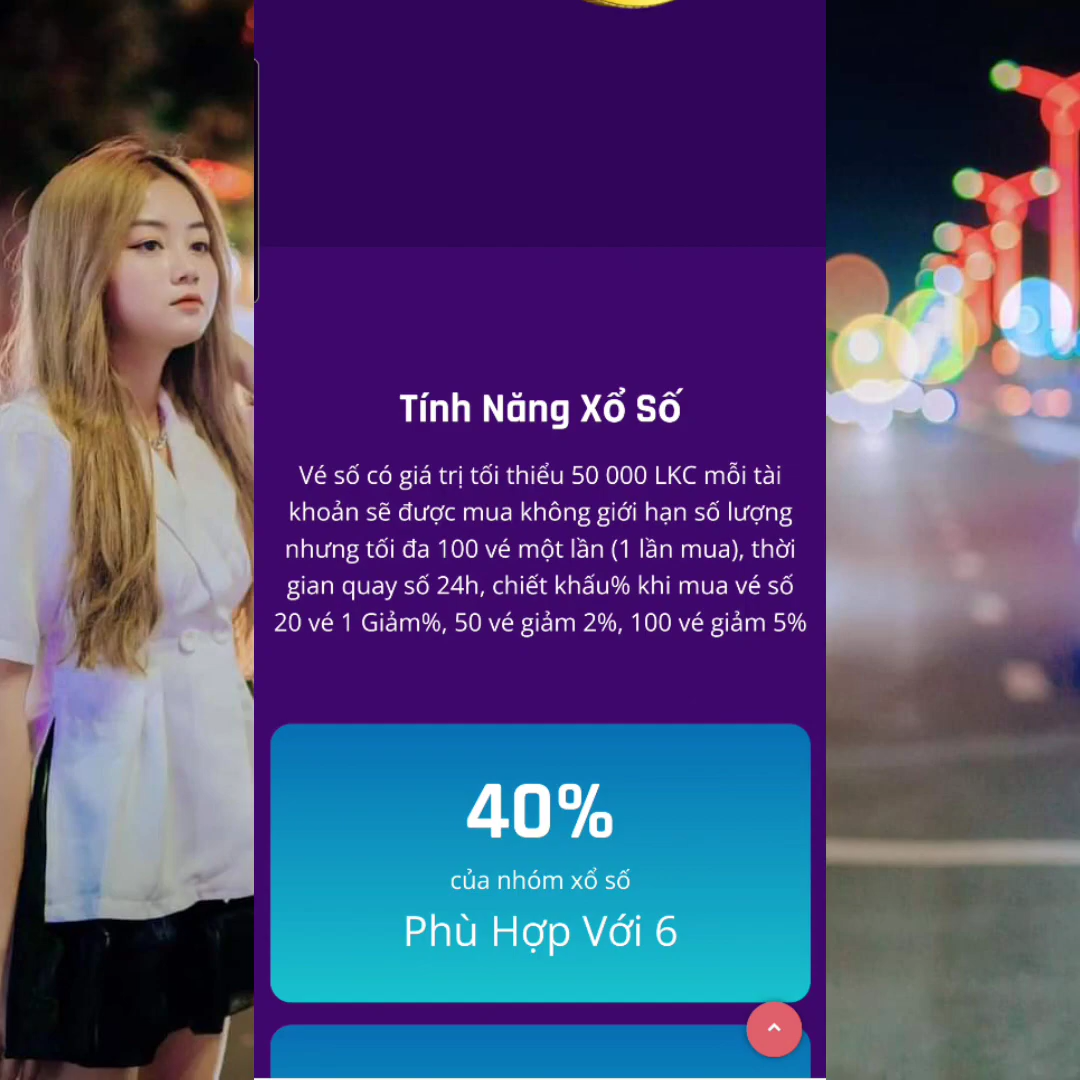 Tính Năng Xổ Số
Vé số có giá trị tối thiểu 50 000 LKC mỗi tài
khoản sẽ được mua không giới hạn số lượng
nhưng tối đa 100 vé một lần (1 lần mua), thời
gian quay số 24h, chiết khấu% khi mua vé số
20 vé 1 Giảm%, 50 vé giảm 2%, 100 vé giảm 5%
40%
của nhóm xổ số
Phù Hợp Với 6